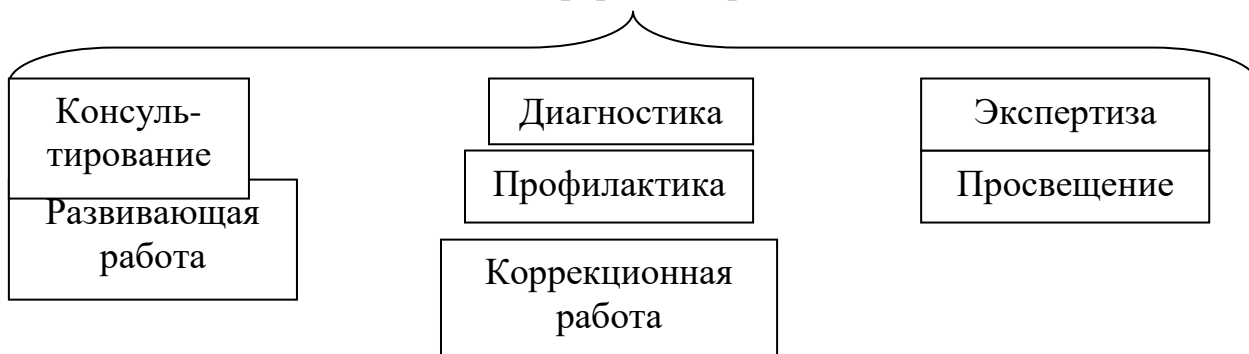 Консуль-
тирование
Развивающая
работа
Диагностика
Профилактика
Коррекционная
работа
Экспертиза
Просвещение